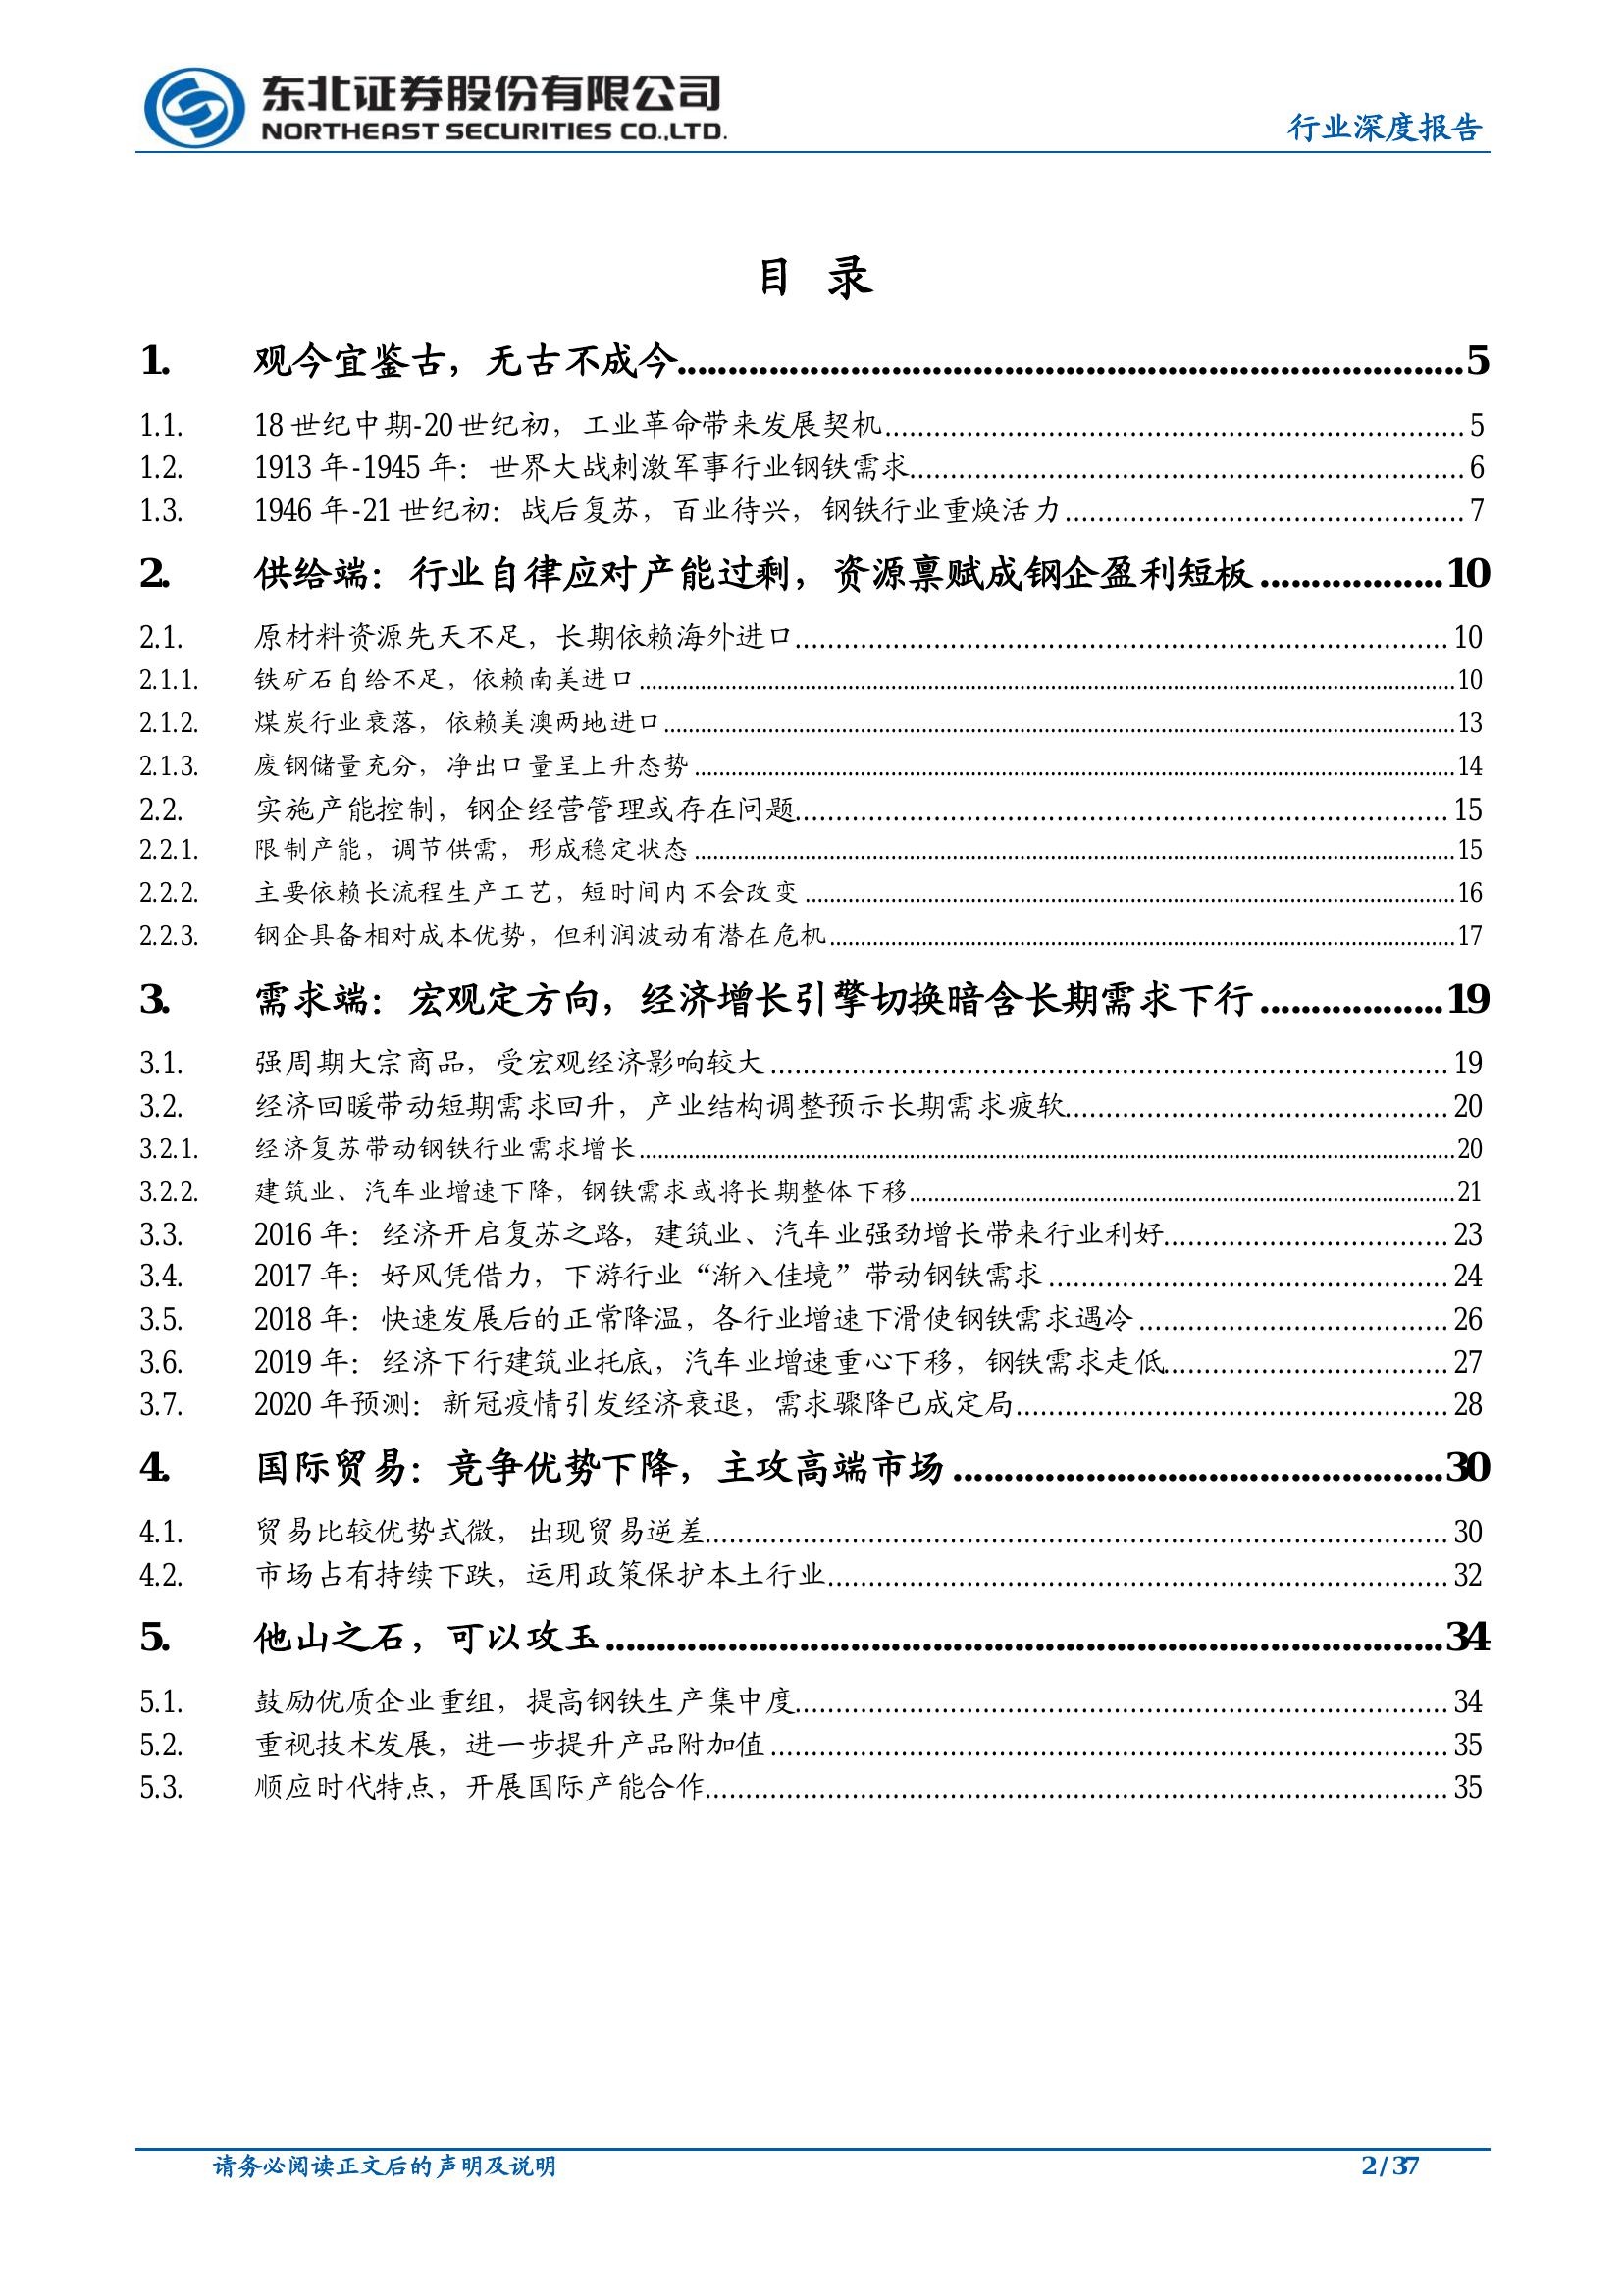 东北证券股份有限公司
NORTHEAST SECURITIES CO.,LTD.
行业深度报告
目 录
1. 观今宜鉴古，无古不成今 5
1.1. 18 世纪中期-20 世纪初，工业革命带来发展契机 5
1.2. 1913 年-1945 年：世界大战刺激军事行业钢铁需求 6
1.3. 1946 年-21 世纪初：战后复苏，百业待兴，钢铁行业重焕活力 7
2. 供给端：行业自律应对产能过剩，资源禀赋成钢企盈利短板 10
2.1. 原材料资源先天不足，长期依赖海外进口 10
2.1.1. 铁矿石自给不足，依赖南美进口 10
2.1.2. 煤炭行业衰落，依赖美澳两地进口 13
2.1.3. 废钢储量充分，净出口量呈上升态势 14
2.2. 实施产能控制，钢企经营管理或存在问题 15
2.2.1. 限制产能，调节供需，形成稳定状态 15
2.2.2. 主要依赖长流程生产工艺，短时间内不会改变 16
2.2.3. 钢企具备相对成本优势，但利润波动有潜在危机 17
3. 需求端：宏观定方向，经济增长引擎切换暗含长期需求下行 19
3.1. 强周期大宗商品，受宏观经济影响较大 19
3.2. 经济回暖带动短期需求回升，产业结构调整预示长期需求疲软 20
3.2.1. 经济复苏带动钢铁行业需求增长 20
3.2.2. 建筑业、汽车业增速下降，钢铁需求或将长期整体下移 21
3.3. 2016 年：经济开启复苏之路，建筑业、汽车业强劲增长带来行业利好 23
3.4. 2017 年：好风凭借力，下游行业“渐入佳境”带动钢铁需求 24
3.5. 2018 年：快速发展后的正常降温，各行业增速下滑使钢铁需求遇冷 26
3.6. 2019 年：经济下行建筑业托底，汽车业增速重心下移，钢铁需求走低 27
3.7. 2020 年预测：新冠疫情引发经济衰退，需求骤降已成定局 28
4. 国际贸易：竞争优势下降，主攻高端市场 30
4.1. 贸易比较优势式微，出现贸易逆差 30
4.2. 市场占有持续下跌，运用政策保护本土行业 32
5. 他山之石，可以攻玉 34
5.1. 鼓励优质企业重组，提高钢铁生产集中度 34
5.2. 重视技术发展，进一步提升产品附加值 35
5.3. 顺应时代特点，开展国际产能合作 35
请务必阅读正文后的声明及说明
2 / 37